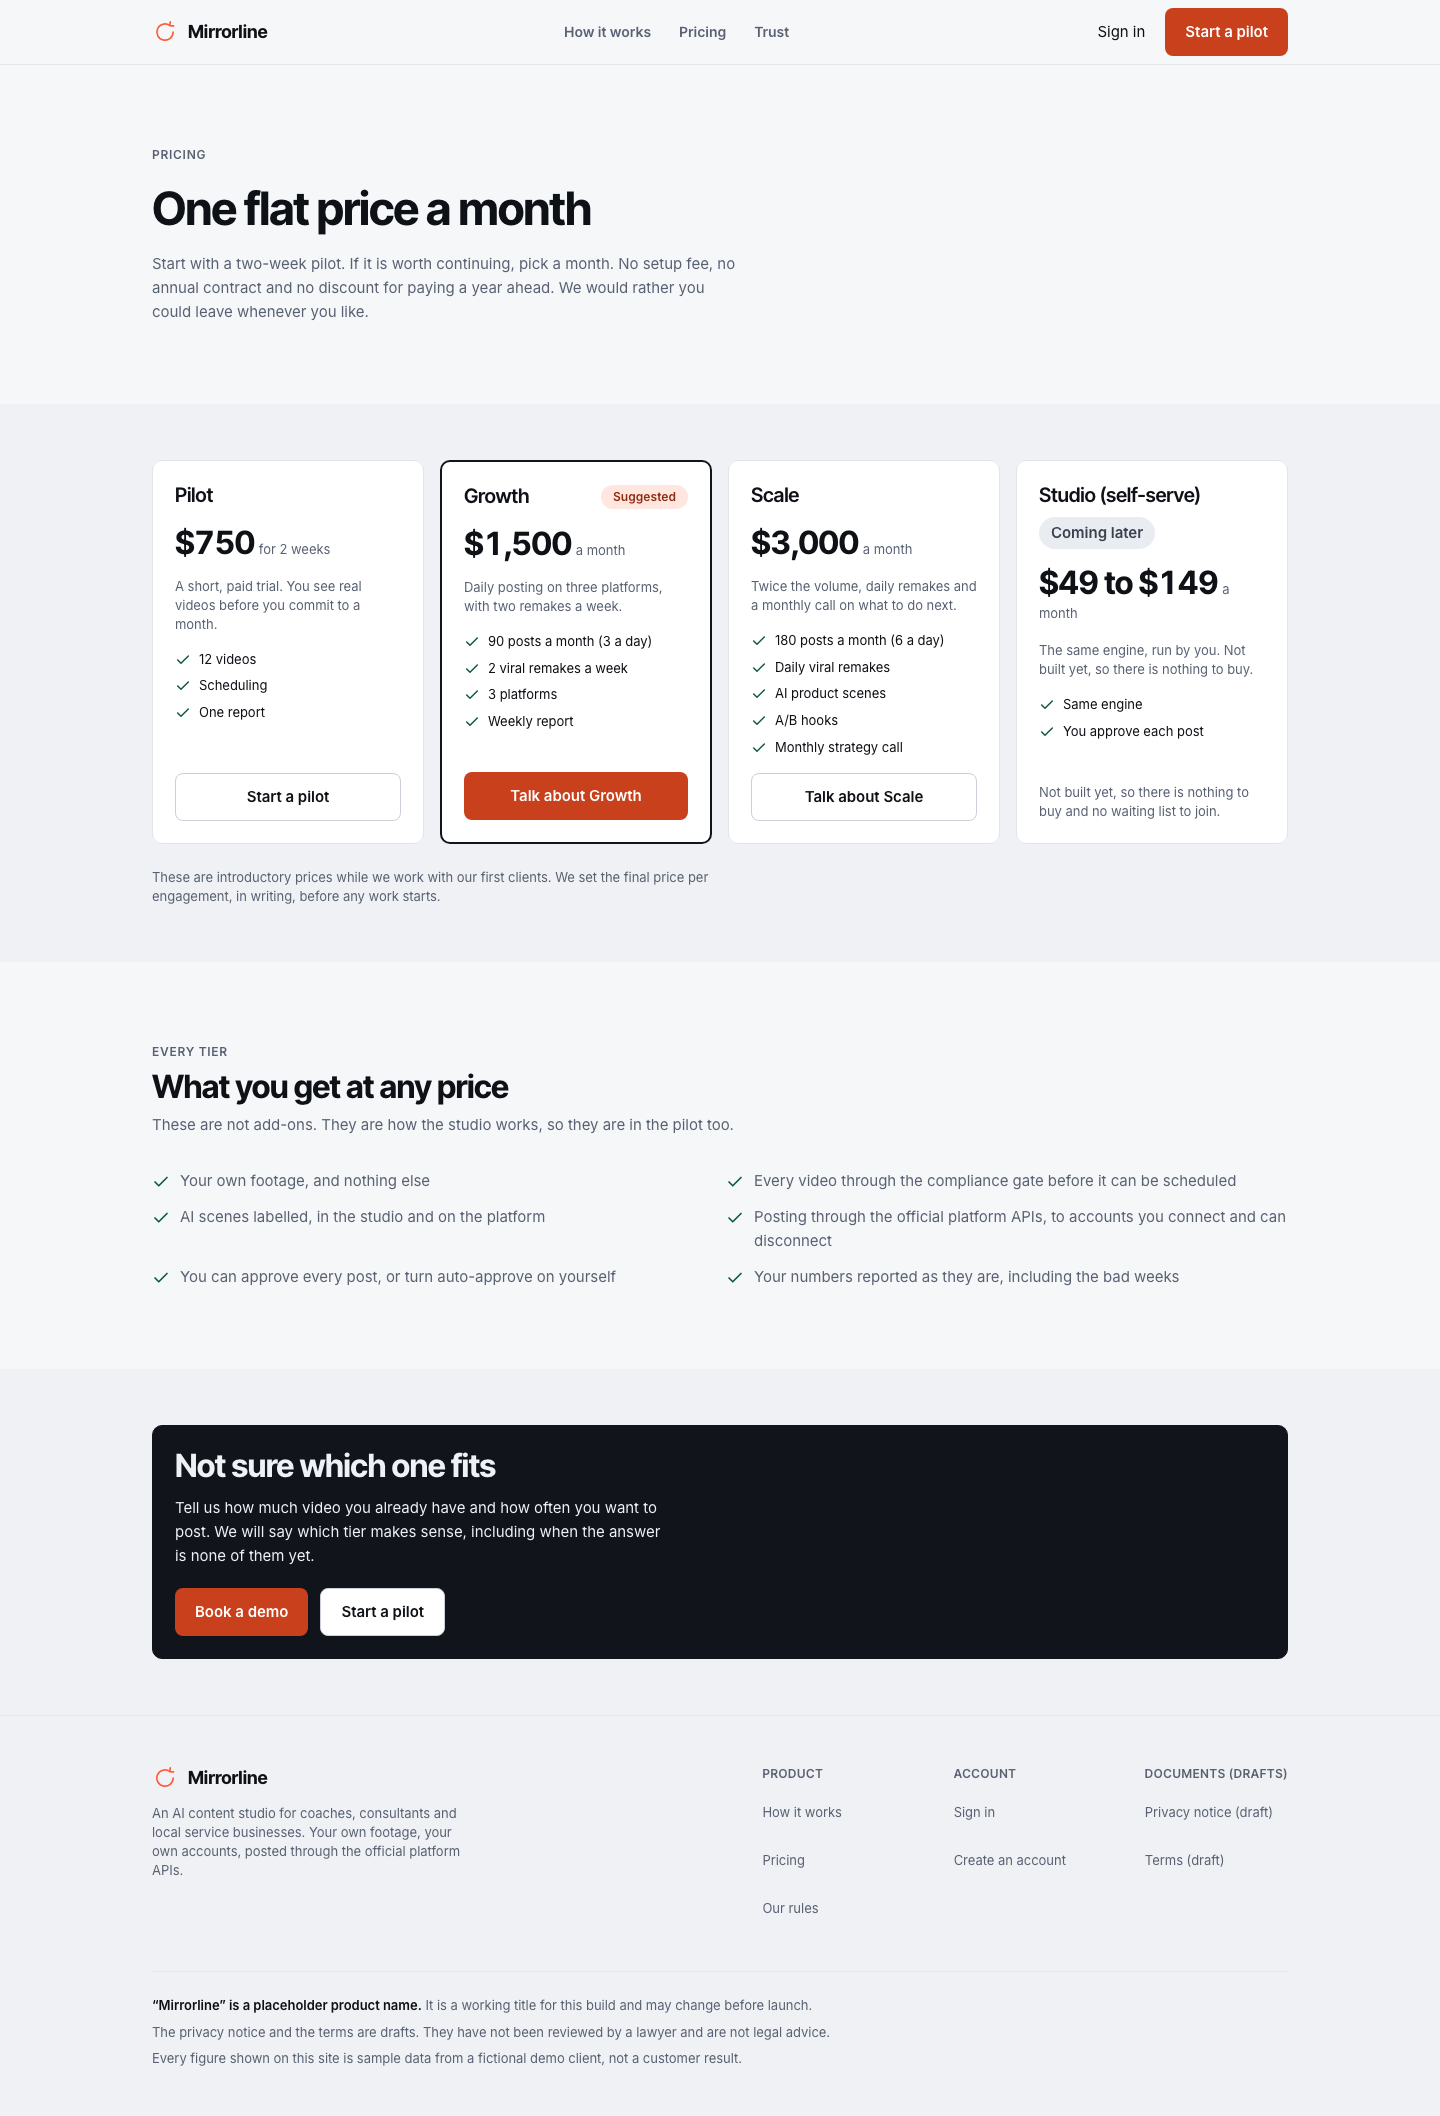 Mirrorline
How it works
Pricing
Trust
Sign in
Start a pilot
PRICING
One flat price a month
Start with a two-week pilot. If it is worth continuing, pick a month. No setup fee, no
annual contract and no discount for paying a year ahead. We would rather you
could leave whenever you like.
Pilot
$750 for 2 weeks
A short, paid trial. You see real
videos before you commit to a
month.
12 videos
Scheduling
One report
Start a pilot
Growth
Suggested
$1,500 a month
Daily posting on three platforms,
with two remakes a week.
90 posts a month (3 a day)
2 viral remakes a week
3 platforms
Weekly report
Talk about Growth
Scale
$3,000 a month
Twice the volume, daily remakes and
a monthly call on what to do next.
180 posts a month (6 a day)
Daily viral remakes
AI product scenes
A/B hooks
Monthly strategy call
Talk about Scale
Studio (self-serve)
Coming later
$49 to $149 a
month
The same engine, run by you. Not
built yet, so there is nothing to buy.
Same engine
You approve each post
Not built yet, so there is nothing to
buy and no waiting list to join.
These are introductory prices while we work with our first clients. We set the final price per
engagement, in writing, before any work starts.
EVERY TIER
What you get at any price
These are not add-ons. They are how the studio works, so they are in the pilot too.
Your own footage, and nothing else
Every video through the compliance gate before it can be scheduled
AI scenes labelled, in the studio and on the platform
Posting through the official platform APIs, to accounts you connect and can
disconnect
You can approve every post, or turn auto-approve on yourself
Your numbers reported as they are, including the bad weeks
Not sure which one fits
Tell us how much video you already have and how often you want to
post. We will say which tier makes sense, including when the answer
is none of them yet.
Book a demo
Start a pilot
Mirrorline
An AI content studio for coaches, consultants and
local service businesses. Your own footage, your
own accounts, posted through the official platform
APIs.
PRODUCT
How it works
Pricing
Our rules
ACCOUNT
Sign in
Create an account
DOCUMENTS (DRAFTS)
Privacy notice (draft)
Terms (draft)
“Mirrorline” is a placeholder product name. It is a working title for this build and may change before launch.
The privacy notice and the terms are drafts. They have not been reviewed by a lawyer and are not legal advice.
Every figure shown on this site is sample data from a fictional demo client, not a customer result.